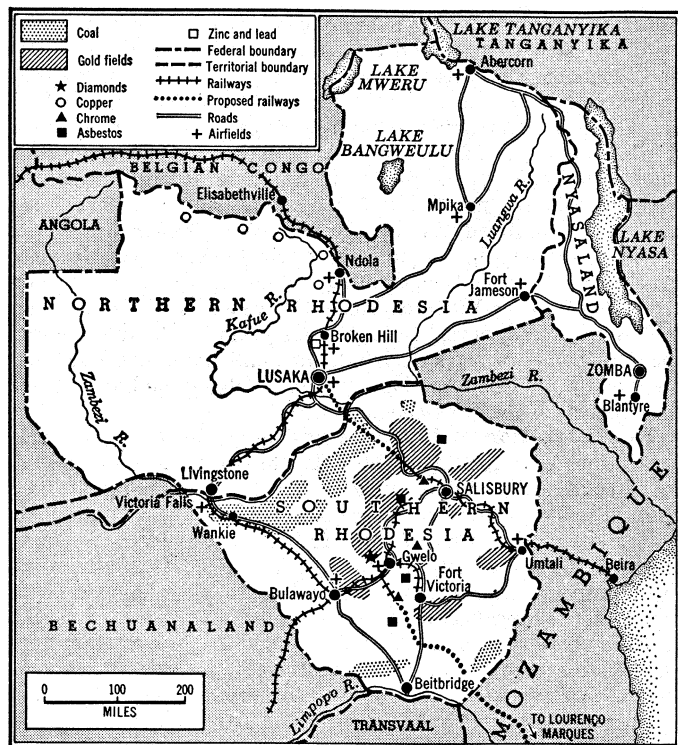 Coal
Gold fields
Diamonds
Copper
Chrome
Asbestos
Zinc and lead
Federal boundary
Territorial boundary
Railways
Proposed railways
Roads
Airfields
LAKE TANGANYIKA
TANGANYIKA
Abercorn
LAKE
MWERU
LAKE
BANGWEULU
BELGIAN CONGO
Elisabethville
ANGOLA
Mpika
Luangwa R.
NYASALAND
LAKE
NYASA
Ndola
Fort
Jameson
NORTHERN RHODESIA
Kafue R.
Broken Hill
LUSAKA
Zambezi R.
Zambezi R.
ZOMBA
Blantyre
Livingstone
Victoria Falls
Wankie
SOUTHERN
RHODESIA
SALISBURY
Gwelo
Umtali
Beira
Bulawayo
Fort
Victoria
BECHUANALAND
MOZAMBIQUE
Beitbridge
Limpopo R.
TRANSVAAL
TO LOURENÇO
MARQUES
0 100 200
MILES